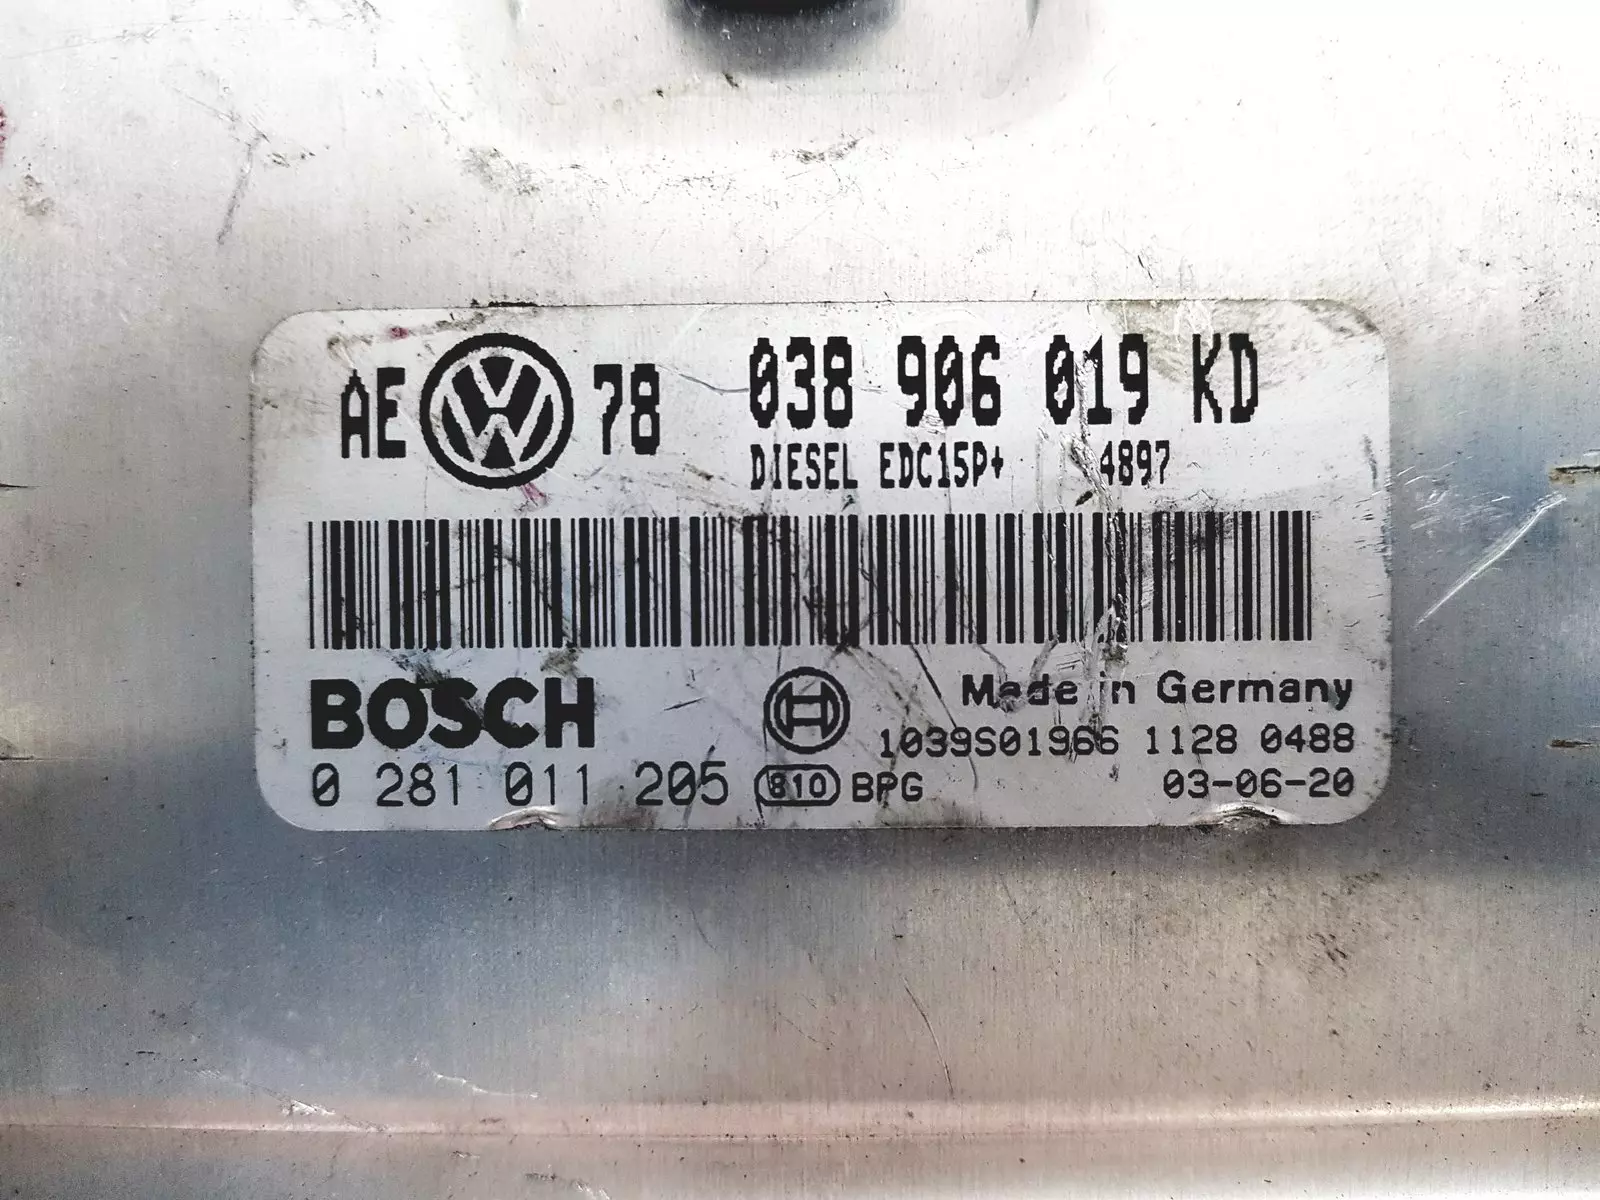 AE 78 038 906 019 KD
DIESEL EDC15P+ 4897
BOSCH Made in Germany
1039S01966 1128 0488
0 281 011 205 810 BPG 03-06-20